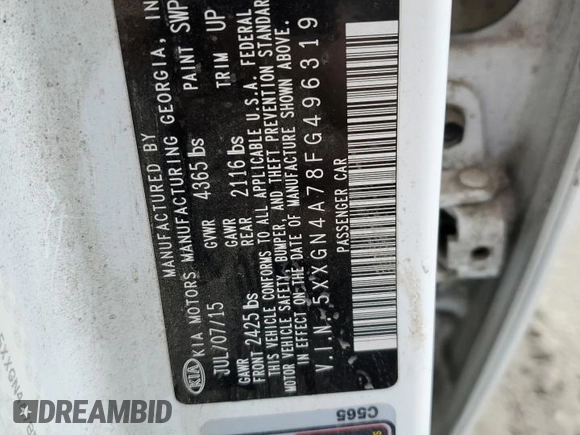 MANUFACTURED BY
KIA MOTORS MANUFACTURING GEORGIA, IN
KIA
JUL/07/15 GVWR 4365 lbs PAINT SWP
GAWR FRONT 2425 lbs GAWR REAR 2116 lbs TRIM UP
THIS VEHICLE CONFORMS TO ALL APPLICABLE U.S.A. FEDERAL
MOTOR VEHICLE SAFETY, BUMPER, AND THEFT PREVENTION STANDAR
IN EFFECT ON THE DATE OF MANUFACTURE SHOWN ABOVE.
V.I.N: 5XXGN4A78FG496319
PASSENGER CAR
C565
DREAMBID